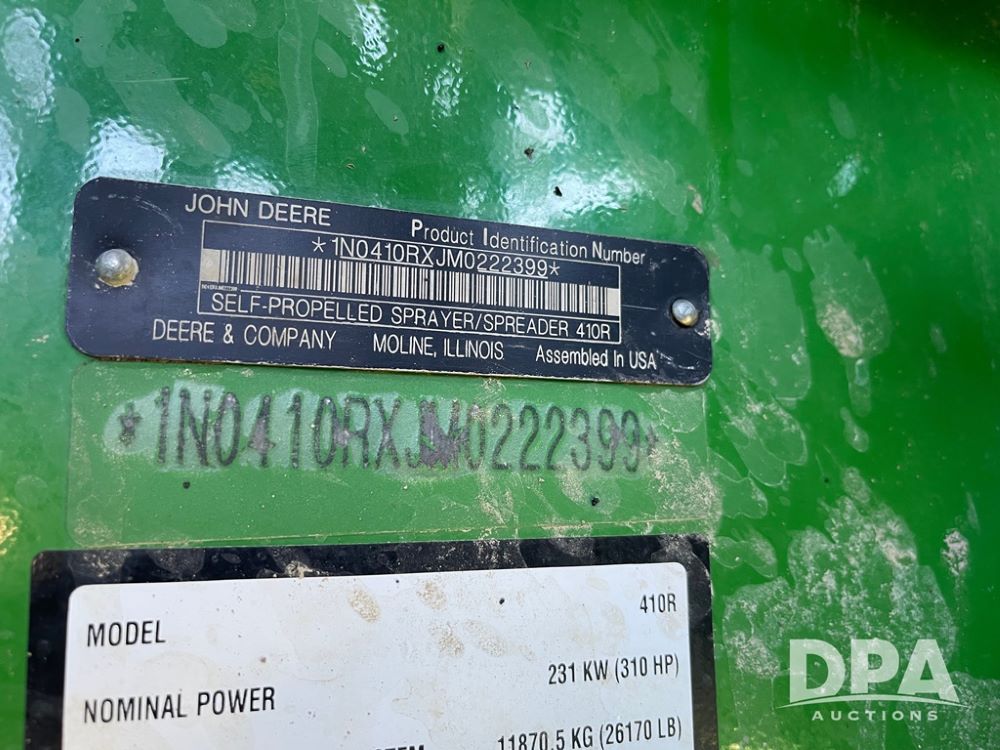 JOHN DEERE
Product Identification Number
*1N0410RXJM0222399*
SELF-PROPELLED SPRAYER/SPREADER 410R
DEERE & COMPANY MOLINE, ILLINOIS Assembled In USA
*1N0410RXJM0222399*
MODEL 410R
NOMINAL POWER 231 KW (310 HP)
11870.5 KG (26170 LB)
DPA
AUCTIONS